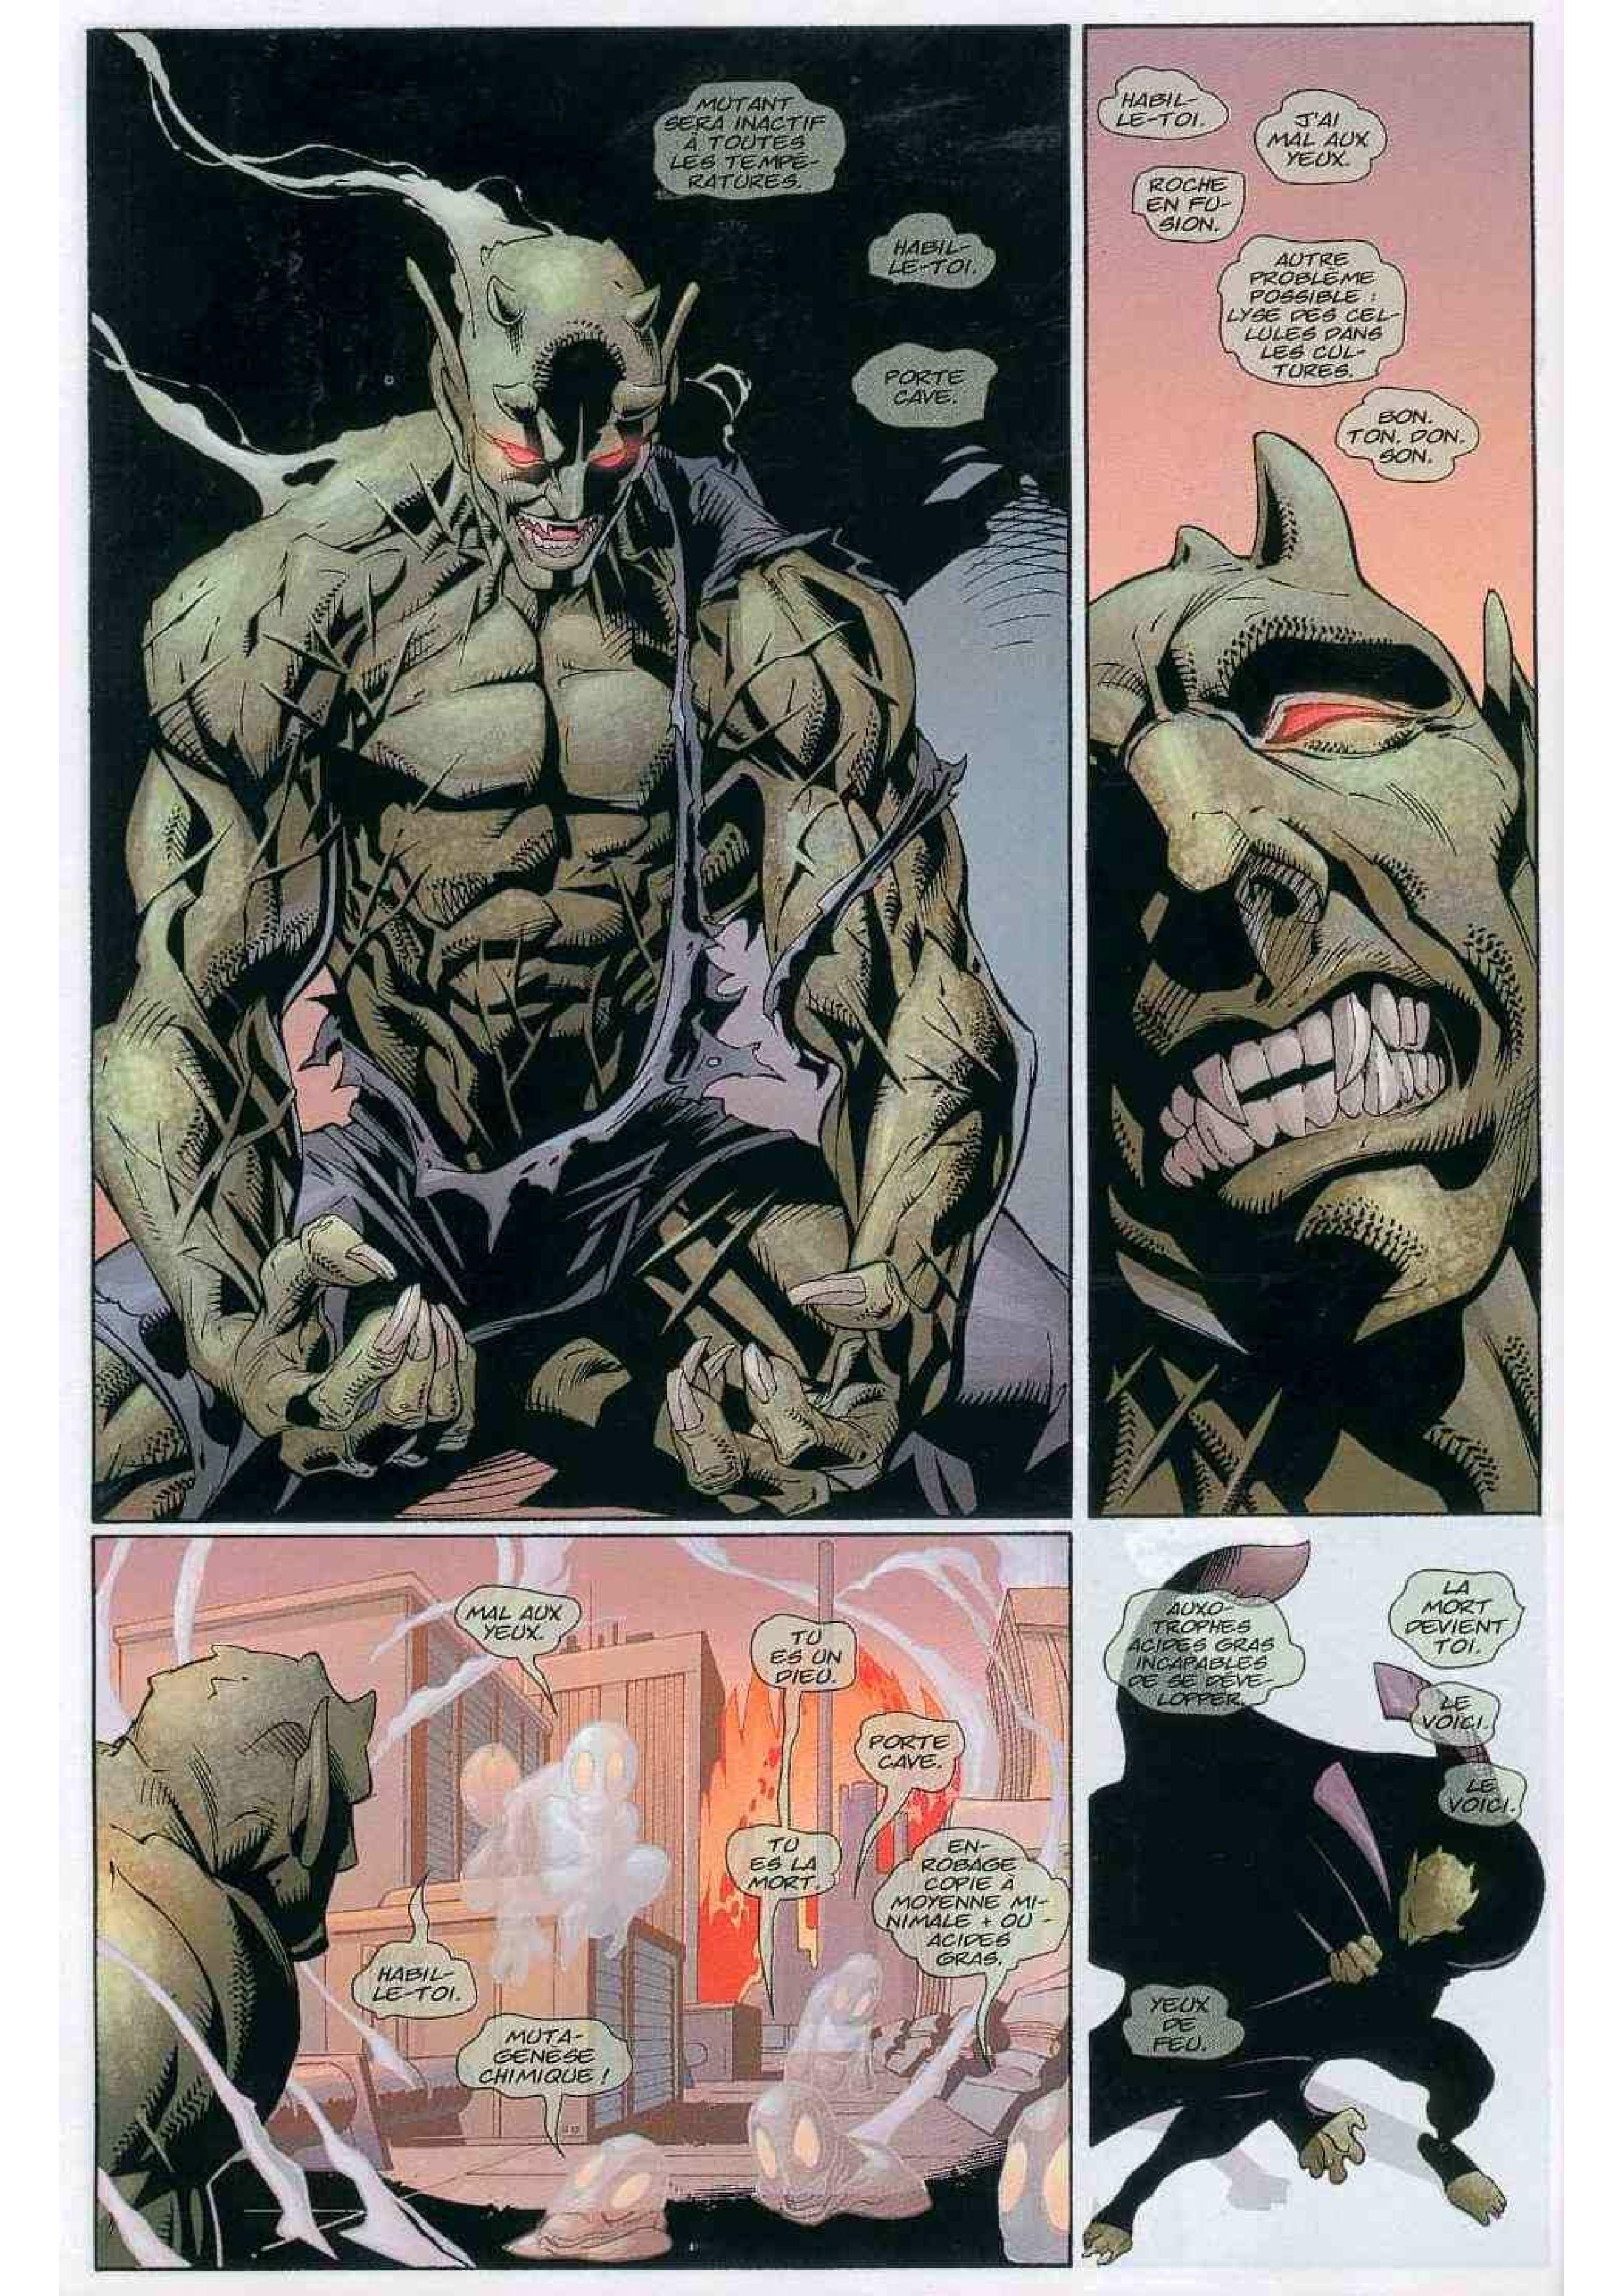 MUTANT
SERA INACTIF
À TOUTES
LES TEMPÉ-
RATURES.
HABIL-
LE-TOI.
PORTE
CAVE.
HABIL-
LE-TOI.
J'AI
MAL AUX
YEUX.
ROCHE
EN FU-
SION.
AUTRE
PROBLÈME
POSSIBLE :
LYSE DES CEL-
LULES DANS
LES CUL-
TURES.
BON.
TON. DON.
SON.
MAL AUX
YEUX.
TU
ES UN
DIEU.
PORTE
CAVE.
TU
ES LA
MORT.
EN-
ROBAGE
COPIE À
MOYENNE MI-
NIMALE + OU -
ACIDES
GRAS.
HABIL-
LE-TOI.
MUTA-
GENÈSE
CHIMIQUE !
AUXO-
TROPHES
ACIDES GRAS
INCAPABLES
DE SE DÉVE-
LOPPER.
LA
MORT
DEVIENT
TOI.
LE
VOICI.
LE
VOICI.
YEUX
DE
FEU.